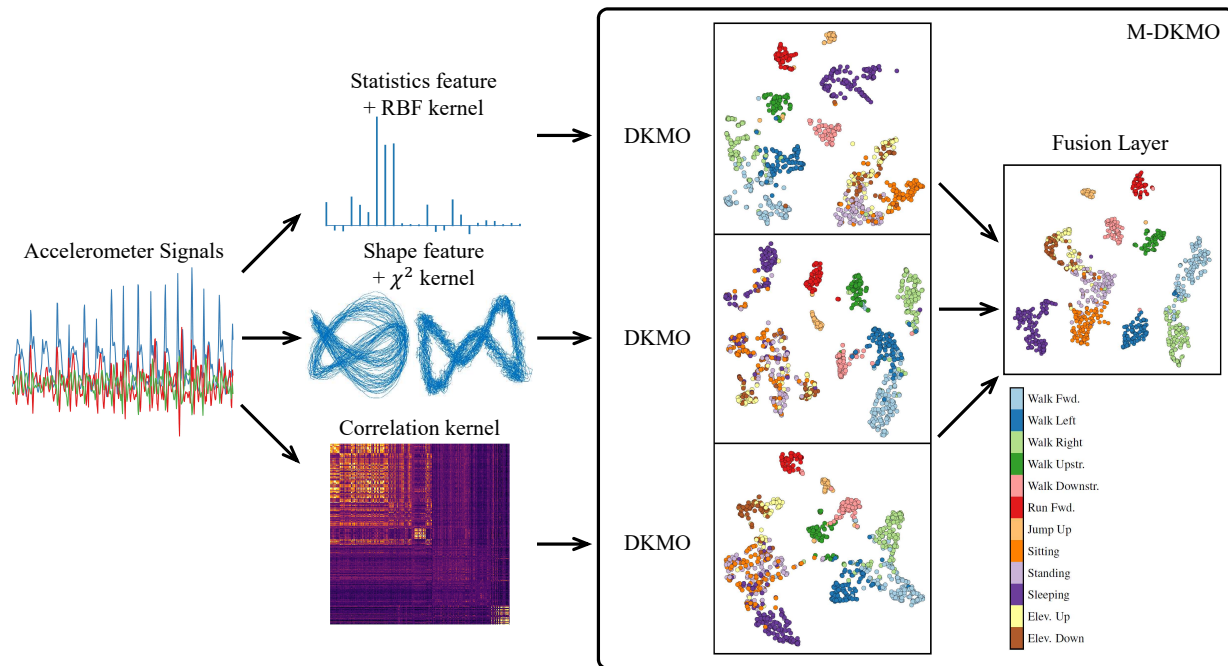 M-DKMO
Statistics feature
+ RBF kernel
DKMO
Fusion Layer
Accelerometer Signals
Shape feature
+ χ² kernel
DKMO
Correlation kernel
DKMO
Walk Fwd.
Walk Left
Walk Right
Walk Upstr.
Walk Downstr.
Run Fwd.
Jump Up
Sitting
Standing
Sleeping
Elev. Up
Elev. Down